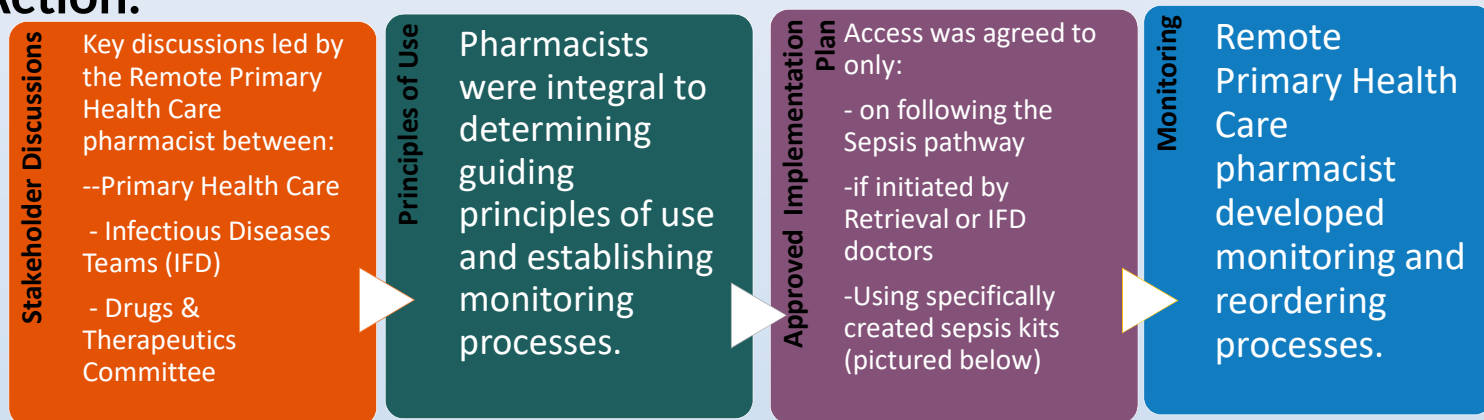 Action:
Stakeholder Discussions
Key discussions led by
the Remote Primary
Health Care
pharmacist between:
--Primary Health Care
- Infectious Diseases
Teams (IFD)
- Drugs &
Therapeutics
Committee
Principles of Use
Pharmacists
were integral to
determining
guiding
principles of use
and establishing
monitoring
processes.
Approved Implementation
Plan
Access was agreed to
only:
- on following the
Sepsis pathway
-if initiated by
Retrieval or IFD
doctors
-Using specifically
created sepsis kits
(pictured below)
Monitoring
Remote
Primary Health
Care
pharmacist
developed
monitoring and
reordering
processes.